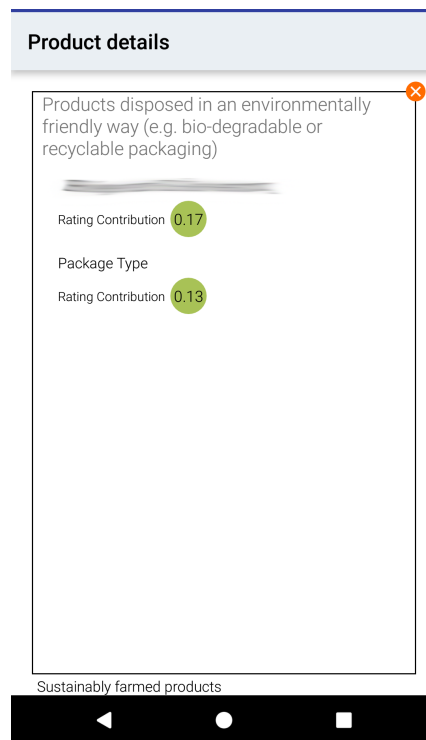 Product details
Products disposed in an environmentally
friendly way (e.g. bio-degradable or
recyclable packaging)
Rating Contribution 0.17
Package Type
Rating Contribution 0.13
Sustainably farmed products